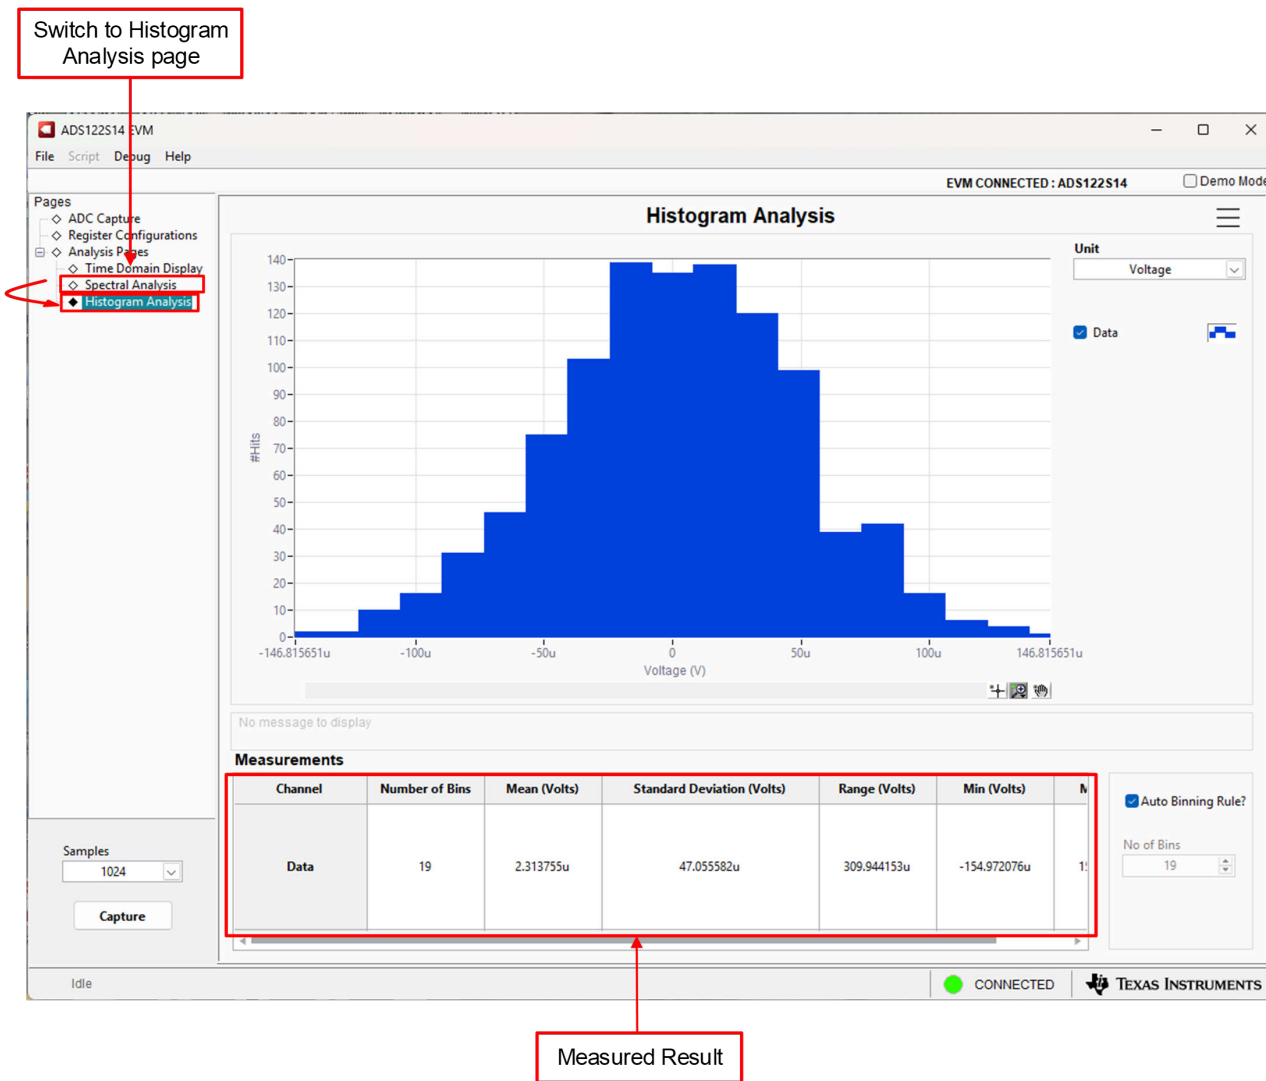 Switch to Histogram
Analysis page
ADS122S14 EVM
File Script Debug Help
EVM CONNECTED : ADS122S14
Demo Mode
Pages
ADC Capture
Register Configurations
Analysis Pages
Time Domain Display
Spectral Analysis
Histogram Analysis
Histogram Analysis
Unit
Voltage
Data
140
130
120
110
100
90
80
70
60
50
40
30
20
10
0
#Hits
-146.815651u -100u -50u 0 50u 100u 146.815651u
Voltage (V)
No message to display
Measurements
Channel Number of Bins Mean (Volts) Standard Deviation (Volts) Range (Volts) Min (Volts)
Data 19 2.313755u 47.055582u 309.944153u -154.972076u
Auto Binning Rule?
No of Bins
19
Samples
1024
Capture
Idle
CONNECTED
TEXAS INSTRUMENTS
Measured Result